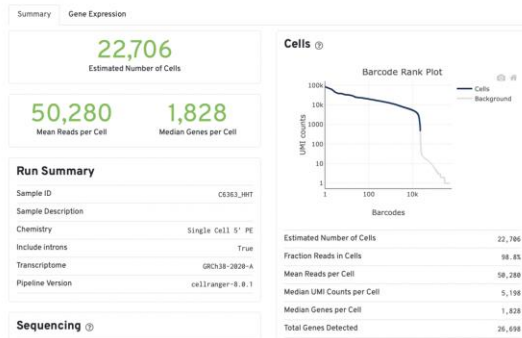 Summary
Gene Expression
22,706
Estimated Number of Cells
50,280
Mean Reads per Cell
1,828
Median Genes per Cell
Run Summary
Sample ID C6363_HHT
Sample Description
Chemistry Single Cell 5' PE
Include introns True
Transcriptome GRCh38-2020-A
Pipeline Version cellranger-8.0.1
Sequencing ?
Cells ?
Barcode Rank Plot
Cells
Background
UMI counts
100k
10k
1000
100
10
1
1 100 10k
Barcodes
Estimated Number of Cells 22,706
Fraction Reads in Cells 98.8%
Mean Reads per Cell 50,280
Median UMI Counts per Cell 5,198
Median Genes per Cell 1,828
Total Genes Detected 26,698